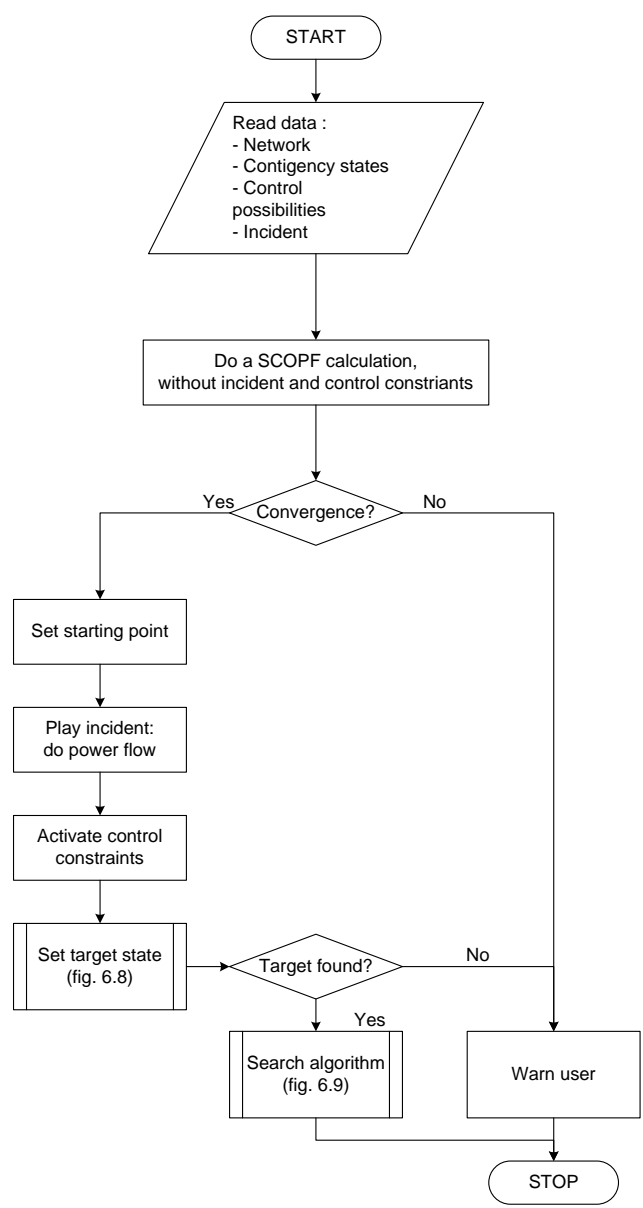 START
Read data :
- Network
- Contigency states
- Control
possibilities
- Incident
Do a SCOPF calculation,
without incident and control constriants
Yes
Convergence?
No
Set starting point
Play incident:
do power flow
Activate control
constraints
Set target state
(fig. 6.8)
Target found?
No
Yes
Search algorithm
(fig. 6.9)
Warn user
STOP